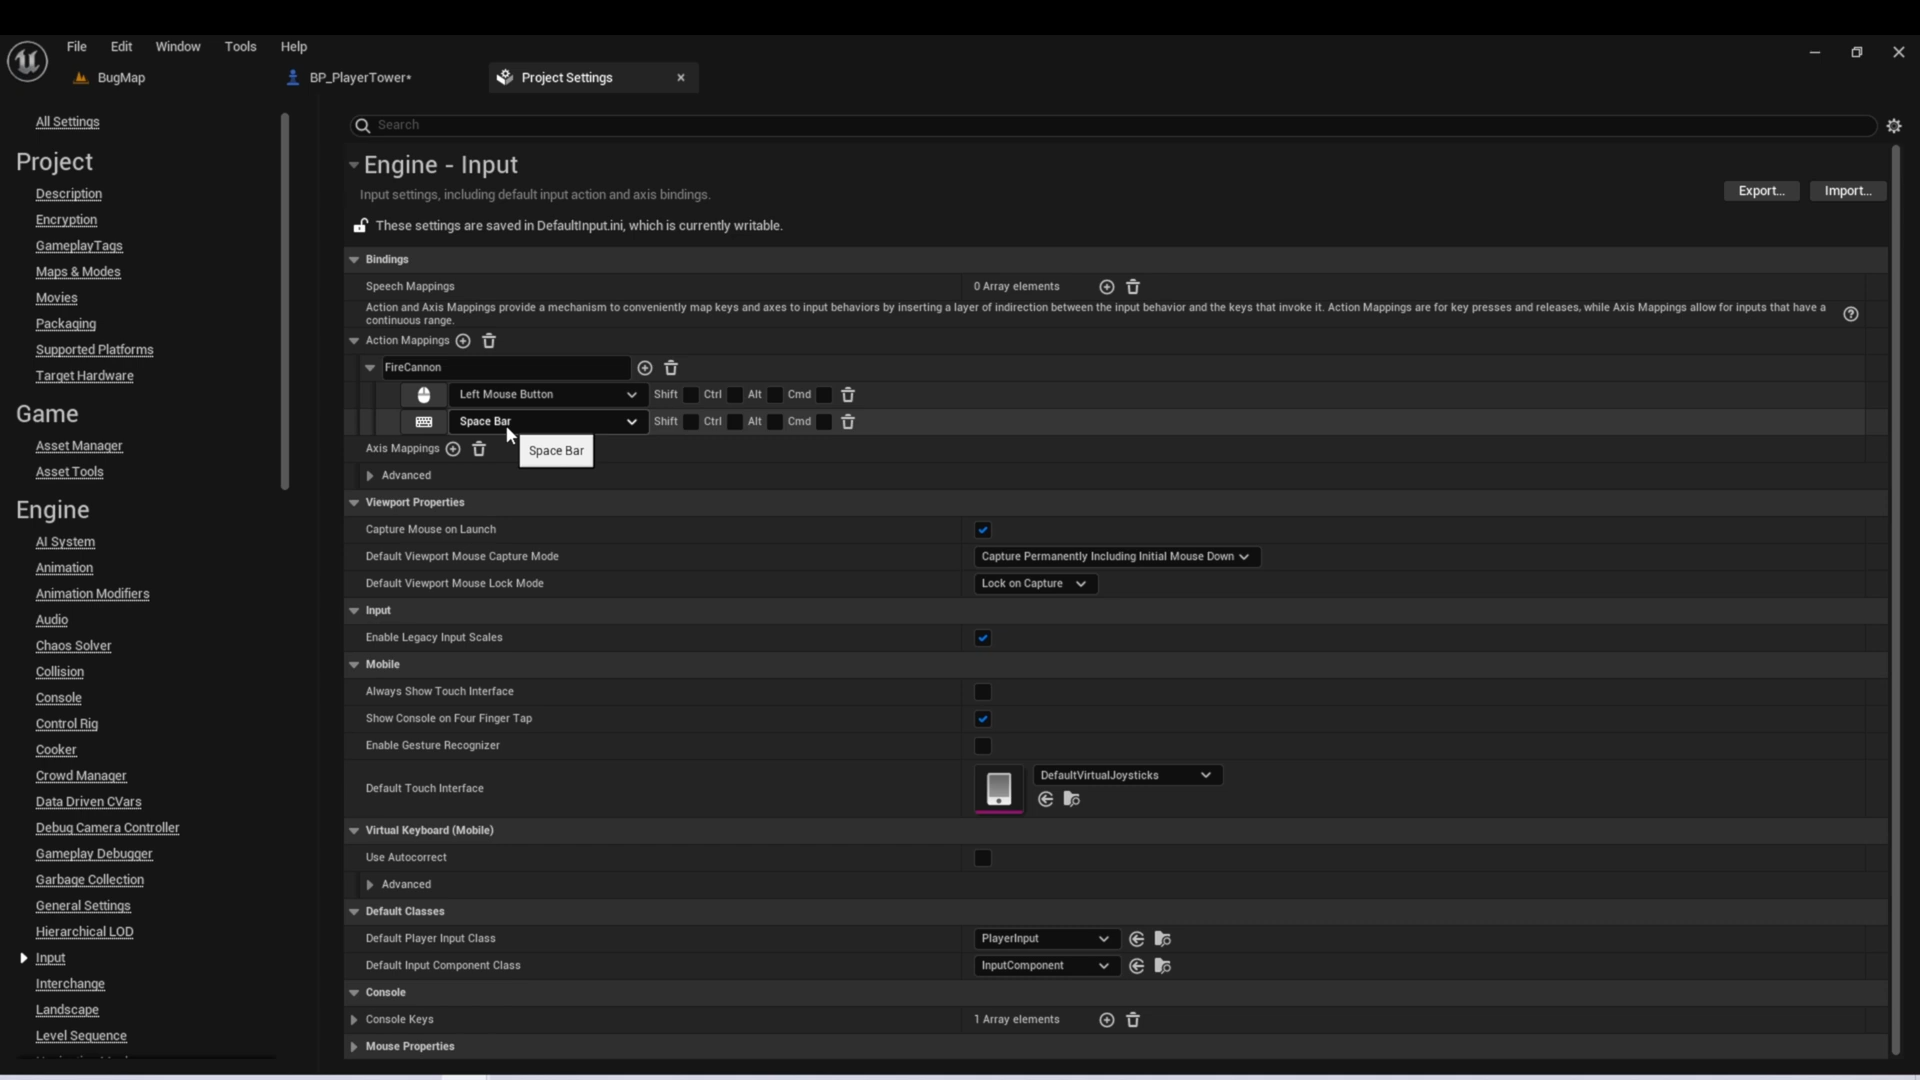 File Edit Window Tools Help
BugMap BP_PlayerTower* Project Settings
All Settings
Project
Description
Encryption
GameplayTags
Maps & Modes
Movies
Packaging
Supported Platforms
Target Hardware
Game
Asset Manager
Asset Tools
Engine
AI System
Animation
Animation Modifiers
Audio
Chaos Solver
Collision
Console
Control Rig
Cooker
Crowd Manager
Data Driven CVars
Debug Camera Controller
Gameplay Debugger
Garbage Collection
General Settings
Hierarchical LOD
Input
Interchange
Landscape
Level Sequence
Search
Engine - Input
Input settings, including default input action and axis bindings.
Export... Import...
These settings are saved in DefaultInput.ini, which is currently writable.
Bindings
Speech Mappings 0 Array elements
Action and Axis Mappings provide a mechanism to conveniently map keys and axes to input behaviors by inserting a layer of indirection between the input behavior and the keys that invoke it. Action Mappings are for key presses and releases, while Axis Mappings allow for inputs that have a
continuous range.
Action Mappings
FireCannon
Left Mouse Button Shift Ctrl Alt Cmd
Space Bar Shift Ctrl Alt Cmd
Axis Mappings
Space Bar
Advanced
Viewport Properties
Capture Mouse on Launch
Default Viewport Mouse Capture Mode Capture Permanently Including Initial Mouse Down
Default Viewport Mouse Lock Mode Lock on Capture
Input
Enable Legacy Input Scales
Mobile
Always Show Touch Interface
Show Console on Four Finger Tap
Enable Gesture Recognizer
Default Touch Interface DefaultVirtualJoysticks
Virtual Keyboard (Mobile)
Use Autocorrect
Advanced
Default Classes
Default Player Input Class PlayerInput
Default Input Component Class InputComponent
Console
Console Keys 1 Array elements
Mouse Properties